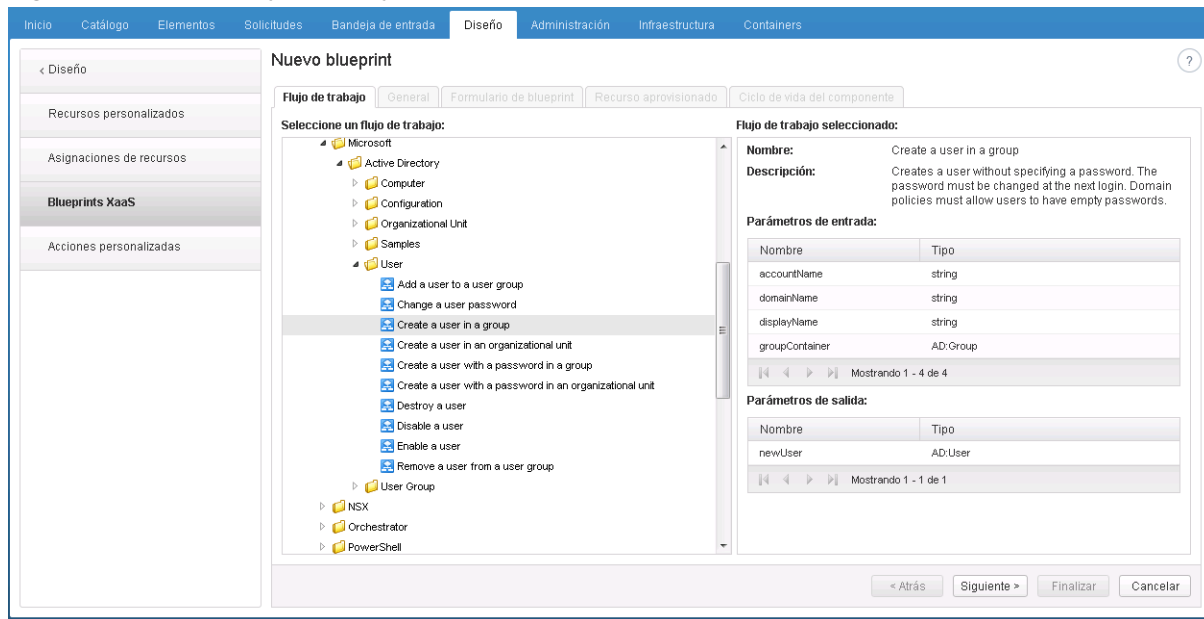 Inicio Catálogo Elementos Solicitudes Bandeja de entrada Diseño Administración Infraestructura Containers
< Diseño
Recursos personalizados
Asignaciones de recursos
Blueprints XaaS
Acciones personalizadas
Nuevo blueprint
?
Flujo de trabajo General Formulario de blueprint Recurso aprovisionado Ciclo de vida del componente
Seleccione un flujo de trabajo:
Microsoft
Active Directory
Computer
Configuration
Organizational Unit
Samples
User
Add a user to a user group
Change a user password
Create a user in a group
Create a user in an organizational unit
Create a user with a password in a group
Create a user with a password in an organizational unit
Destroy a user
Disable a user
Enable a user
Remove a user from a user group
User Group
NSX
Orchestrator
PowerShell
Flujo de trabajo seleccionado:
Nombre: Create a user in a group
Descripción: Creates a user without specifying a password. The
password must be changed at the next login. Domain
policies must allow users to have empty passwords.
Parámetros de entrada:
Nombre Tipo
accountName string
domainName string
displayName string
groupContainer AD:Group
Mostrando 1 - 4 de 4
Parámetros de salida:
Nombre Tipo
newUser AD:User
Mostrando 1 - 1 de 1
< Atrás Siguiente > Finalizar Cancelar